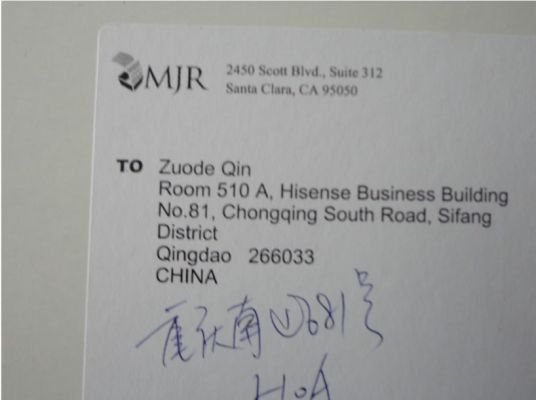 MJR
2450 Scott Blvd., Suite 312
Santa Clara, CA 95050
TO Zuode Qin
Room 510 A, Hisense Business Building
No.81, Chongqing South Road, Sifang
District
Qingdao 266033
CHINA
重庆南路81号